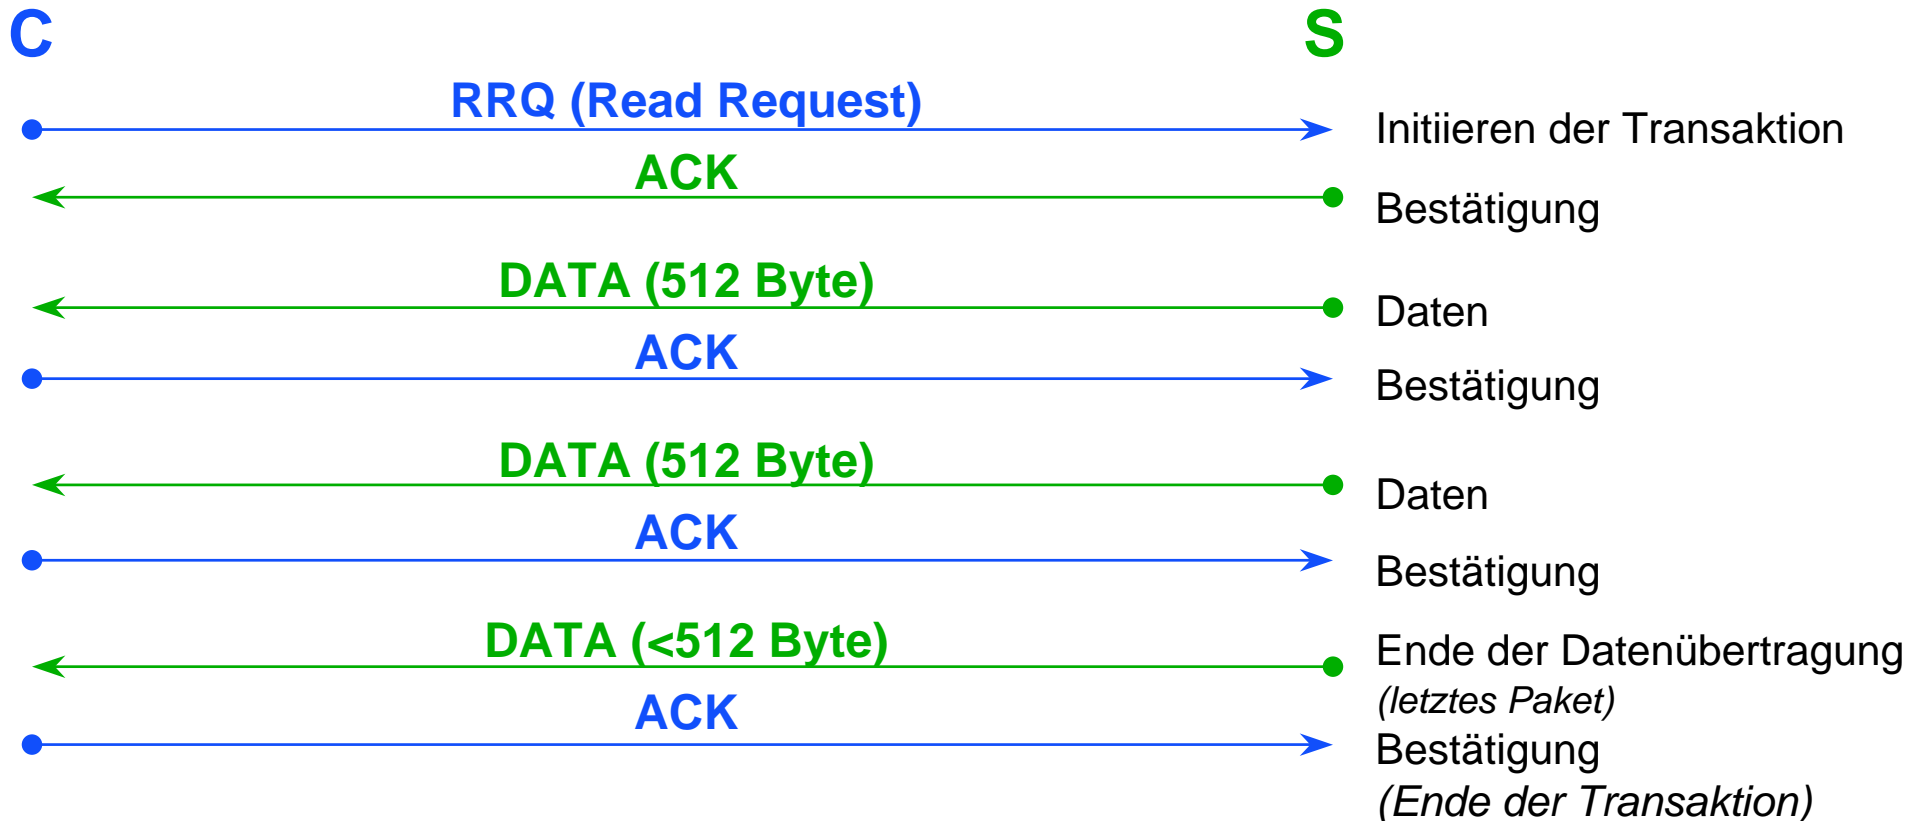 C
S
RRQ (Read Request)
Initiieren der Transaktion
ACK
Bestätigung
DATA (512 Byte)
Daten
ACK
Bestätigung
DATA (512 Byte)
Daten
ACK
Bestätigung
DATA (<512 Byte)
Ende der Datenübertragung
(letztes Paket)
ACK
Bestätigung
(Ende der Transaktion)